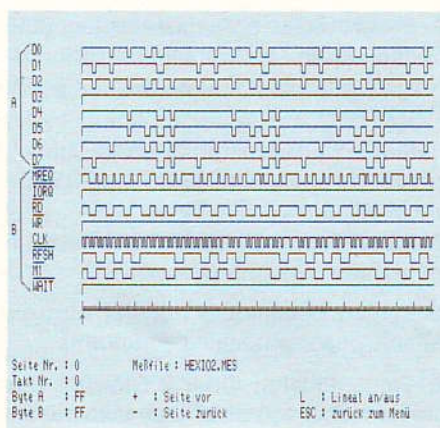 D0
D1
D2
D3
A
D4
D5
D6
D7
MREQ
IORQ
RD
B
WR
CLK
RFSH
M1
WAIT
Seite Nr. : 0 Meßfile : HEXIO2.MES
Takt Nr. : 0
Byte A : FF + : Seite vor L : Lineal an/aus
Byte B : FF - : Seite zurück ESC : zurück zum Menü